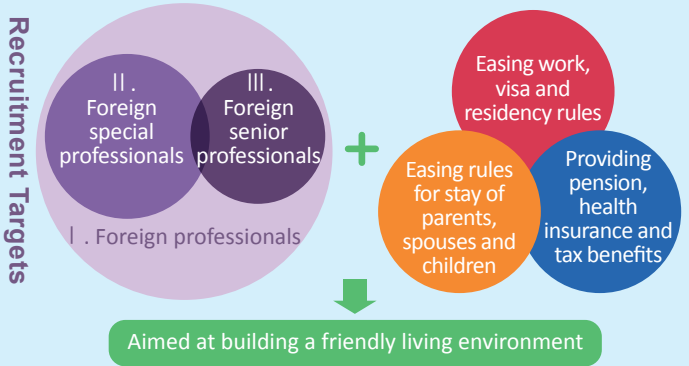 Recruitment Targets
II.
Foreign
special
professionals
III.
Foreign
senior
professionals
I. Foreign professionals
+
Easing work,
visa and
residency rules
Easing rules
for stay of
parents,
spouses and
children
Providing
pension,
health
insurance and
tax benefits
Aimed at building a friendly living environment